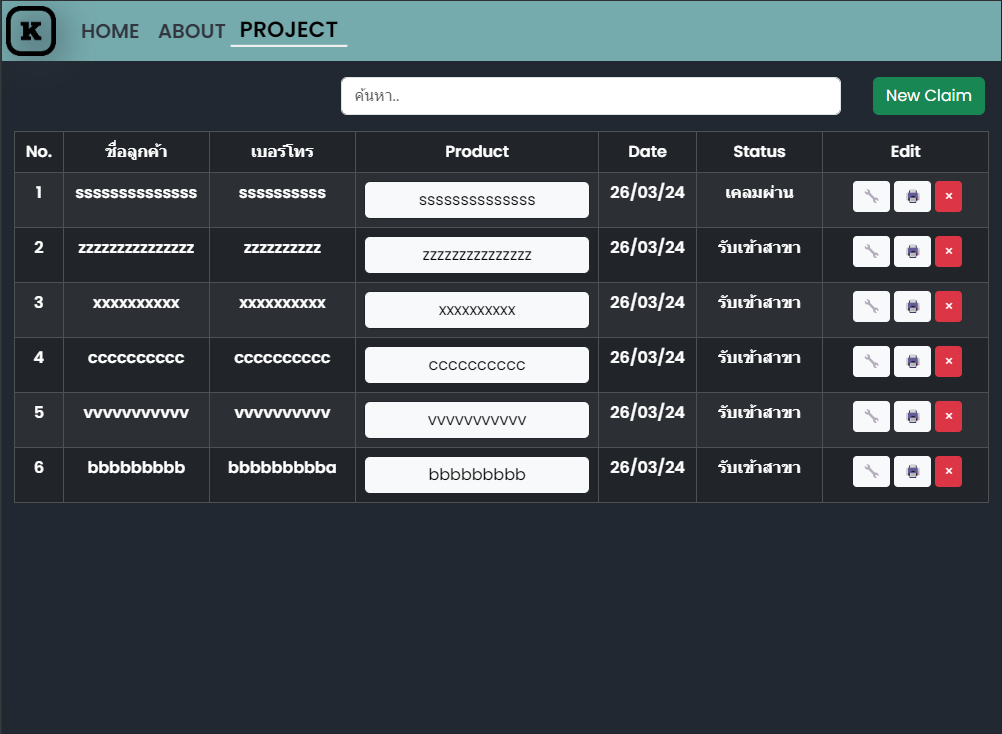 K HOME ABOUT PROJECT
ค้นหา.. New Claim
No. ชื่อลูกค้า เบอร์โทร Product Date Status Edit
1 ssssssssssssss ssssssssss ssssssssssssss 26/03/24 เคลมผ่าน ×
2 zzzzzzzzzzzzzzz zzzzzzzzzz zzzzzzzzzzzzzzz 26/03/24 รับเข้าสาขา ×
3 xxxxxxxxxx xxxxxxxxxx xxxxxxxxxx 26/03/24 รับเข้าสาขา ×
4 cccccccccc cccccccccc cccccccccc 26/03/24 รับเข้าสาขา ×
5 vvvvvvvvvvv vvvvvvvvvv vvvvvvvvvvv 26/03/24 รับเข้าสาขา ×
6 bbbbbbbbb bbbbbbbbbba bbbbbbbbb 26/03/24 รับเข้าสาขา ×